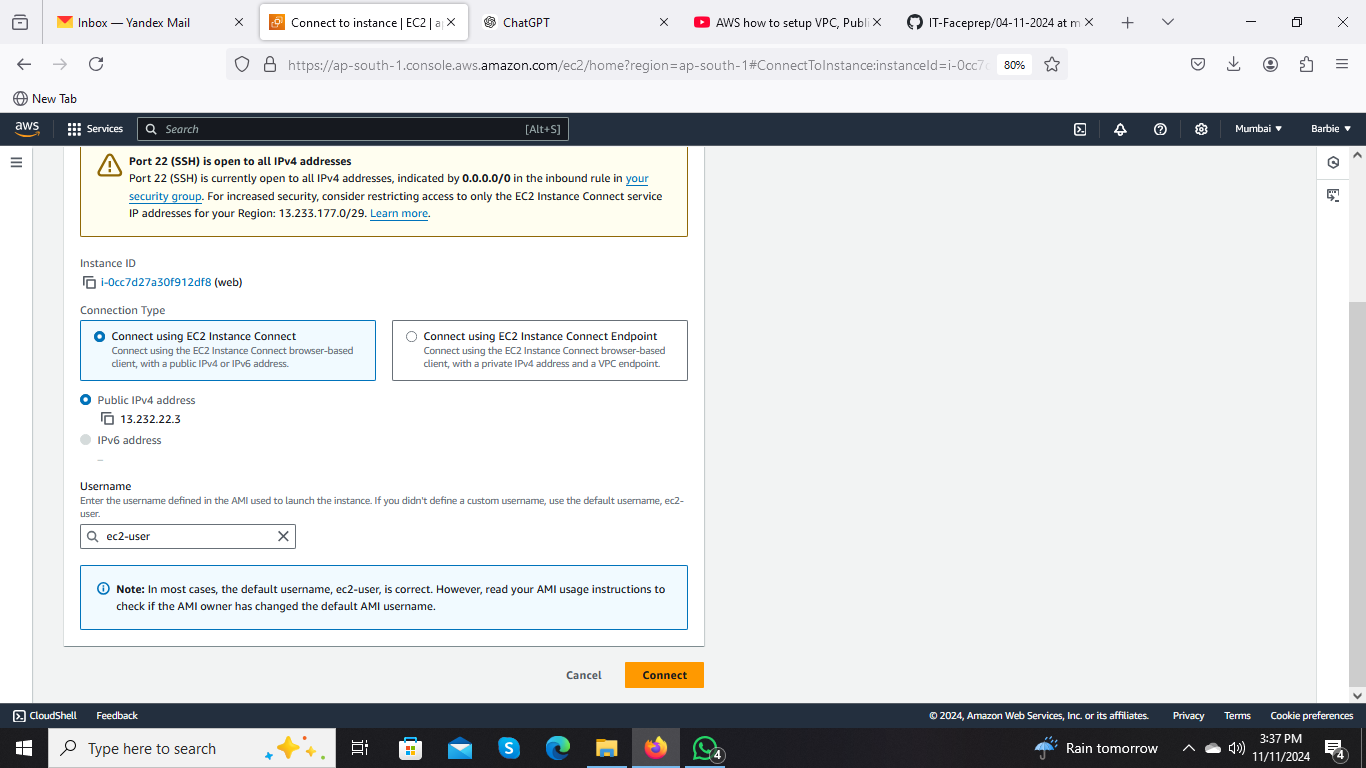 Inbox — Yandex Mail
Connect to instance | EC2 | ap
ChatGPT
AWS how to setup VPC, Publ
IT-Faceprep/04-11-2024 at m
https://ap-south-1.console.aws.amazon.com/ec2/home?region=ap-south-1#ConnectToInstance:instanceId=i-0cc7d
80%
New Tab
aws
Services
Search
[Alt+S]
Mumbai
Barbie
Port 22 (SSH) is open to all IPv4 addresses
Port 22 (SSH) is currently open to all IPv4 addresses, indicated by 0.0.0.0/0 in the inbound rule in your
security group. For increased security, consider restricting access to only the EC2 Instance Connect service
IP addresses for your Region: 13.233.177.0/29. Learn more.
Instance ID
i-0cc7d27a30f912df8 (web)
Connection Type
Connect using EC2 Instance Connect
Connect using the EC2 Instance Connect browser-based
client, with a public IPv4 or IPv6 address.
Connect using EC2 Instance Connect Endpoint
Connect using the EC2 Instance Connect browser-based
client, with a private IPv4 address and a VPC endpoint.
Public IPv4 address
13.232.22.3
IPv6 address
–
Username
Enter the username defined in the AMI used to launch the instance. If you didn't define a custom username, use the default username, ec2-
user.
ec2-user
Note: In most cases, the default username, ec2-user, is correct. However, read your AMI usage instructions to
check if the AMI owner has changed the default AMI username.
Cancel
Connect
CloudShell
Feedback
© 2024, Amazon Web Services, Inc. or its affiliates.
Privacy
Terms
Cookie preferences
Type here to search
4
Rain tomorrow
3:37 PM
11/11/2024
4